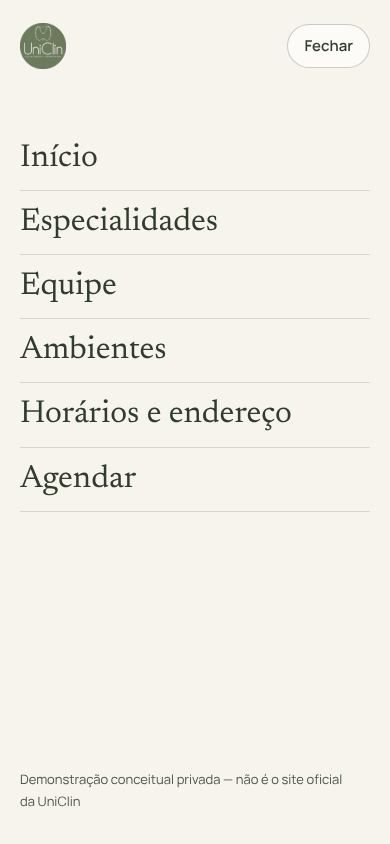 UniClin
Fechar
Início
Especialidades
Equipe
Ambientes
Horários e endereço
Agendar
Demonstração conceitual privada — não é o site oficial
da UniClin